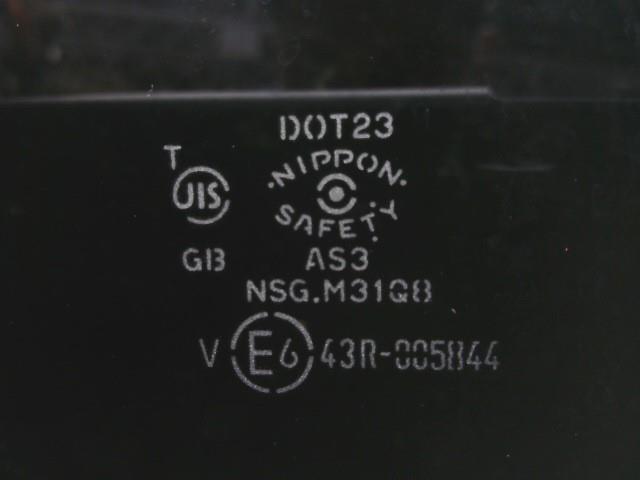 DOT23
T
·NIPPON·
JIS
SAFETY
GB
AS3
NSG.M31Q8
V E6 43R-005844